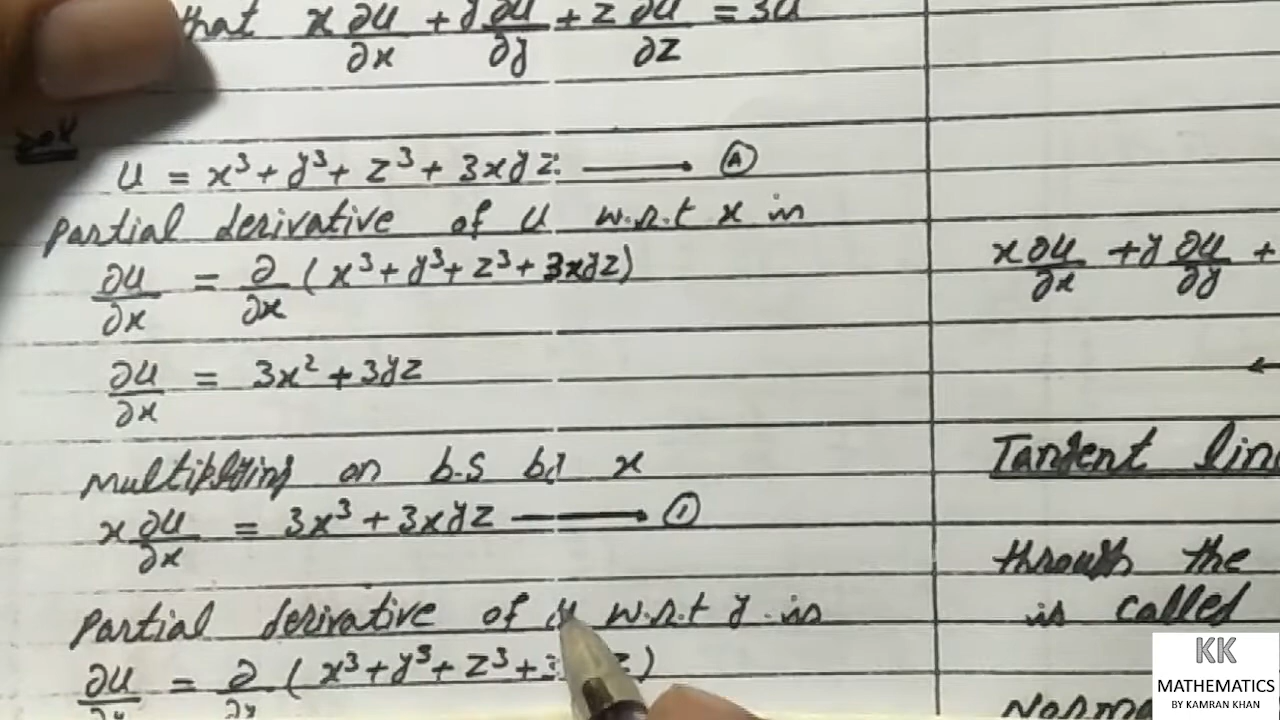 that x ∂u/∂x + y ∂u/∂y + z ∂u/∂z = 3u
Sol
u = x³ + y³ + z³ + 3xyz. → Ⓐ
Partial derivative of u w.r.t x is
∂u/∂x = ∂/∂x (x³ + y³ + z³ + 3xyz)
∂u/∂x = 3x² + 3yz
Multiplying on b.s by x
x ∂u/∂x = 3x³ + 3xyz → ①
Partial derivative of u w.r.t y is
∂u/∂y = ∂/∂y (x³ + y³ + z³ + z)
x ∂u/∂x + y ∂u/∂y +
←
Tangent lin
through the
is called
Norma
KK
MATHEMATICS
BY KAMRAN KHAN